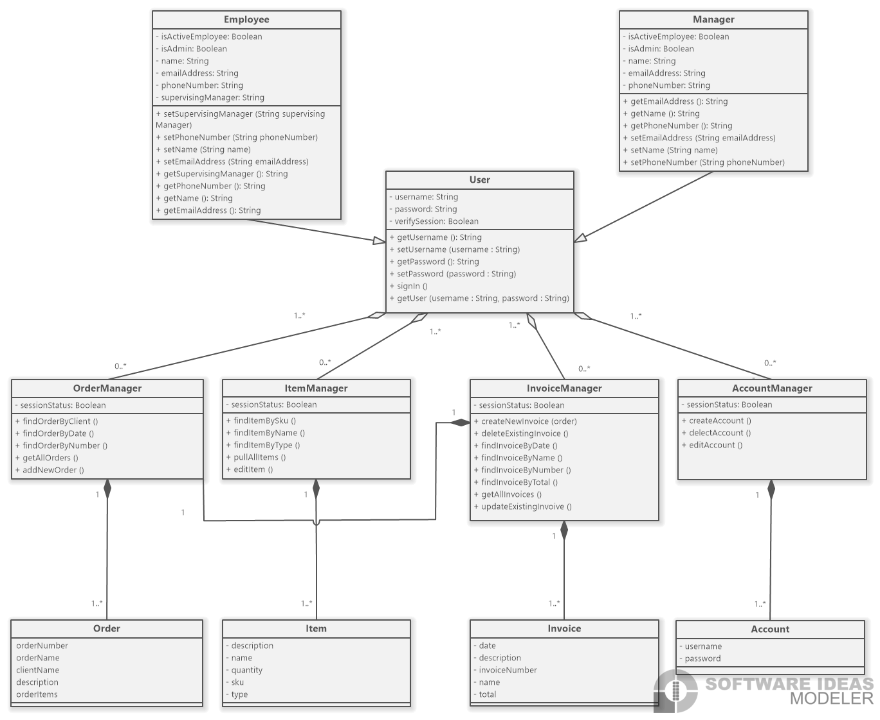 Employee
- isActiveEmployee: Boolean
- isAdmin: Boolean
- name: String
- emailAddress: String
- phoneNumber: String
- supervisingManager: String
+ setSupervisingManager (String supervising
Manager)
+ setPhoneNumber (String phoneNumber)
+ setName (String name)
+ setEmailAddress (String emailAddress)
+ getSupervisingManager (): String
+ getPhoneNumber (): String
+ getName (): String
+ getEmailAddress (): String
Manager
- isActiveEmployee: Boolean
- isAdmin: Boolean
- name: String
- emailAddress: String
- phoneNumber: String
+ getEmailAddress (): String
+ getName (): String
+ getPhoneNumber (): String
+ setEmailAddress (String emailAddress)
+ setName (String name)
+ setPhoneNumber (String phoneNumber)
User
- username: String
- password: String
- verifySession: Boolean
+ getUsername (): String
+ setUsername (username : String)
+ getPassword (): String
+ setPassword (password : String)
+ signIn ()
+ getUser (username : String, password : String)
1..*
1..*
1..*
1..*
0..*
0..*
0..*
0..*
OrderManager
- sessionStatus: Boolean
+ findOrderByClient ()
+ findOrderByDate ()
+ findOrderByNumber ()
+ getAllOrders ()
+ addNewOrder ()
ItemManager
- sessionStatus: Boolean
+ findItemBySku ()
+ findItemByName ()
+ findItemByType ()
+ pullAllItems ()
+ editItem ()
InvoiceManager
- sessionStatus: Boolean
+ createNewInvoice (order)
+ deleteExistingInvoice ()
+ findInvoiceByDate ()
+ findInvoiceByName ()
+ findInvoiceByNumber ()
+ findInvoiceByTotal ()
+ getAllInvoices ()
+ updateExistingInvoive ()
AccountManager
- sessionStatus: Boolean
+ createAccount ()
+ delectAccount ()
+ editAccount ()
1
1
1
1
1
1
1..*
1..*
1..*
1..*
Order
orderNumber
orderName
clientName
description
orderItems
Item
- description
- name
- quantity
- sku
- type
Invoice
- date
- description
- invoiceNumber
- name
- total
Account
- username
- password
SOFTWARE IDEAS
MODELER